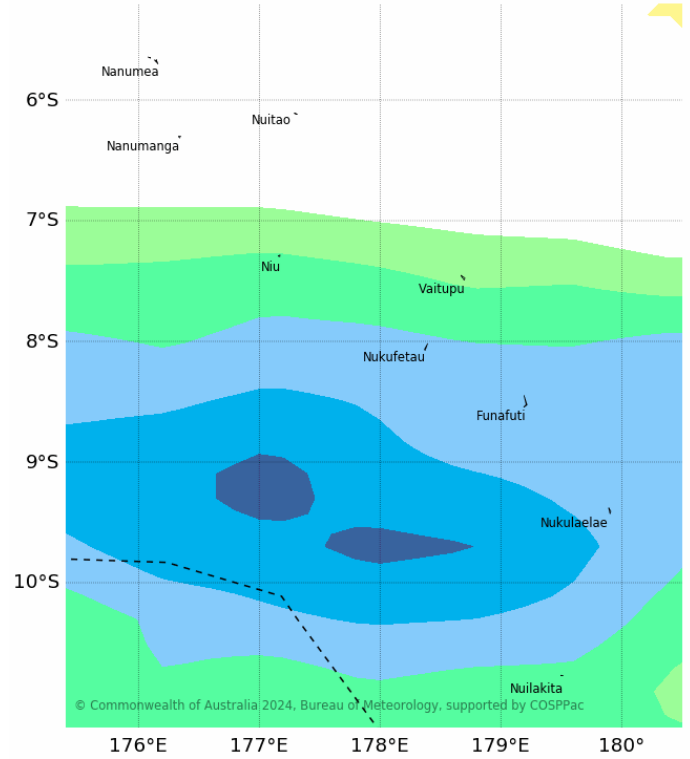 Nanumea
6°S
Nuitao
Nanumanga
7°S
Niu
Vaitupu
8°S
Nukufetau
Funafuti
9°S
Nukulaelae
10°S
Nuilakita
© Commonwealth of Australia 2024, Bureau of Meteorology, supported by COSPPac
176°E 177°E 178°E 179°E 180°